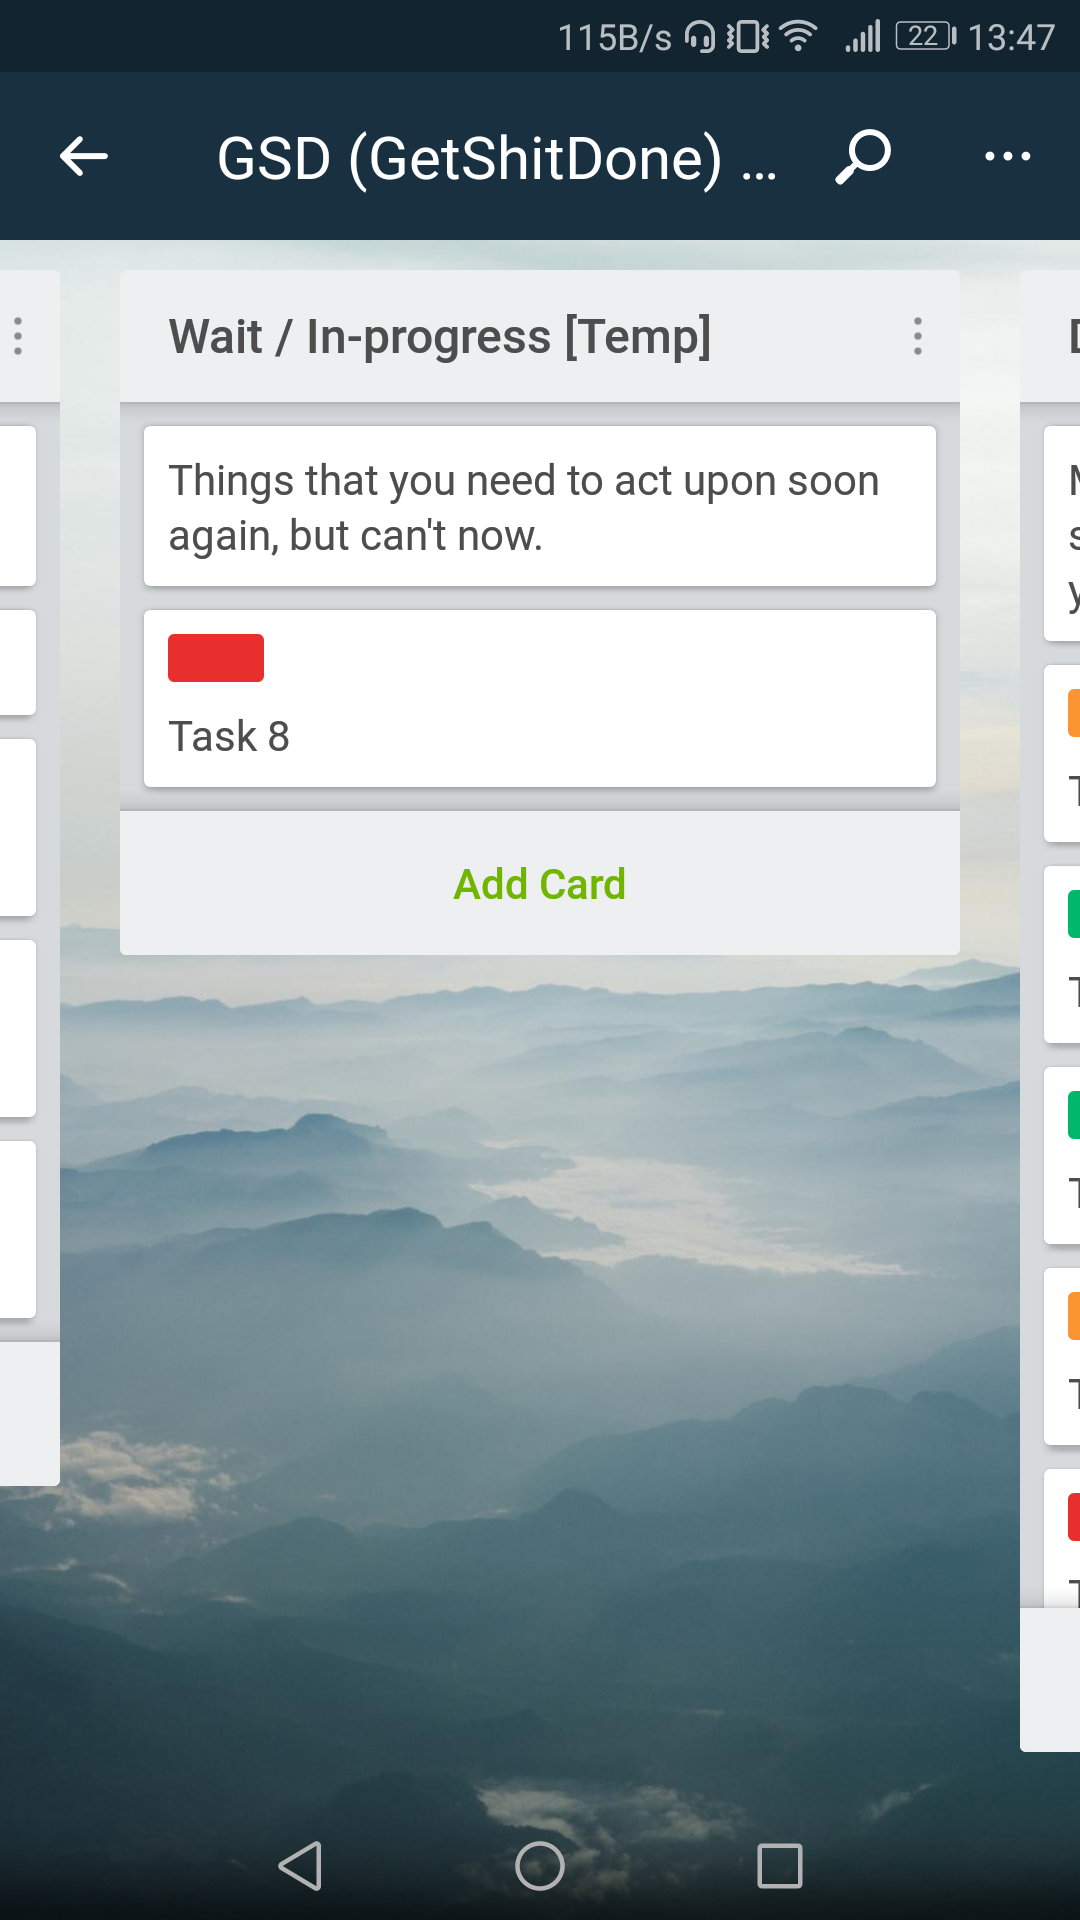 115B/s 22 13:47
GSD (GetShitDone) ...
Wait / In-progress [Temp]
Things that you need to act upon soon
again, but can't now.
Task 8
Add Card